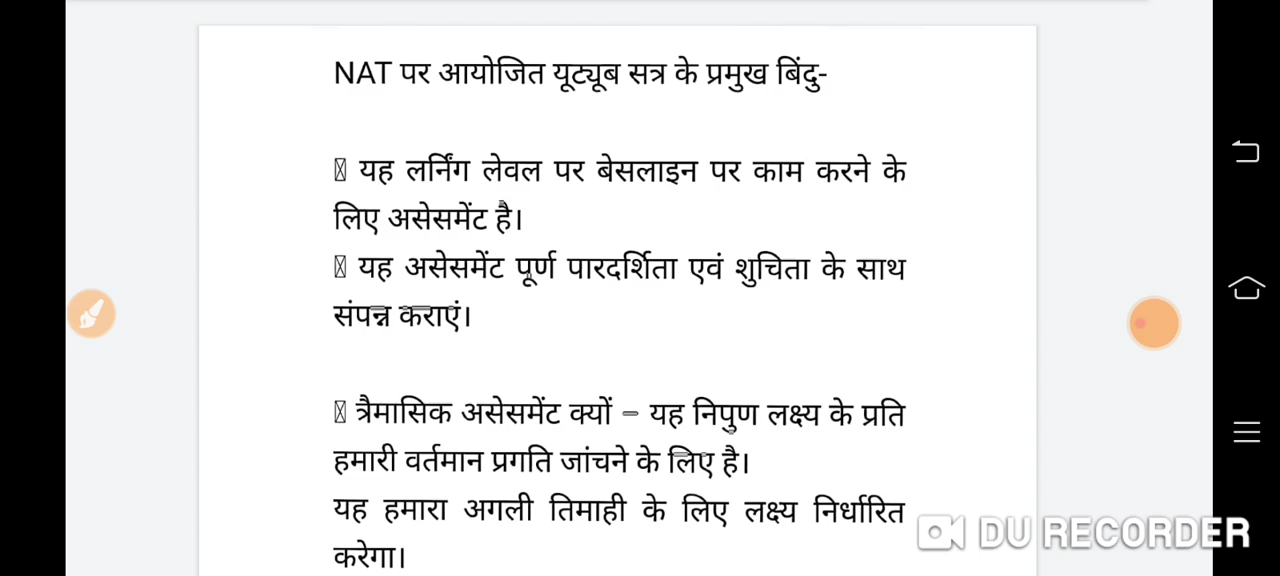 NAT पर आयोजित यूट्यूब सत्र के प्रमुख बिंदु-
यह लर्निंग लेवल पर बेसलाइन पर काम करने के
लिए असेसमेंट है।
यह असेसमेंट पूर्ण पारदर्शिता एवं शुचिता के साथ
संपन्न कराएं।
त्रैमासिक असेसमेंट क्यों – यह निपुण लक्ष्य के प्रति
हमारी वर्तमान प्रगति जांचने के लिए है।
यह हमारा अगली तिमाही के लिए लक्ष्य निर्धारित
करेगा।
DU RECORDER